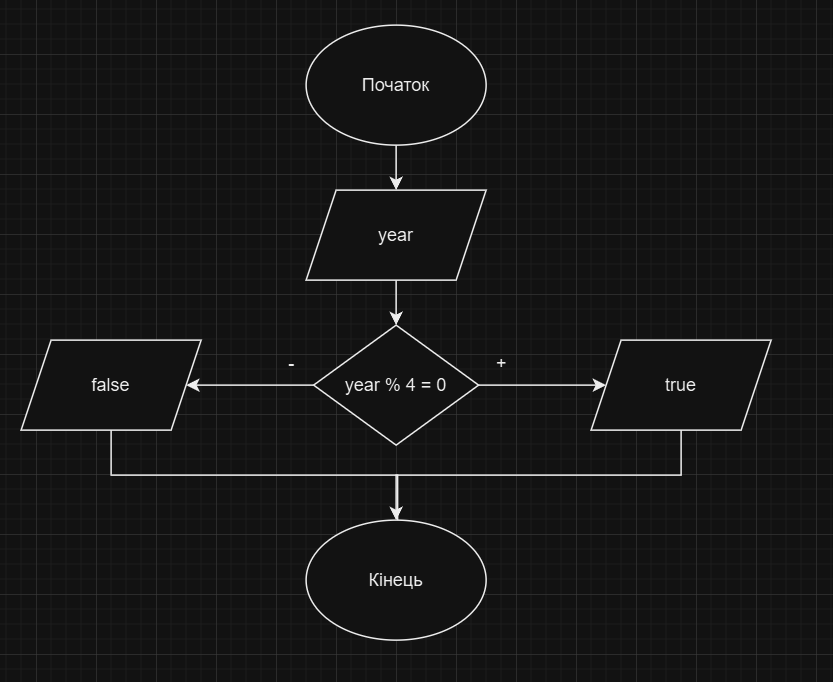 Початок
year
-
+
false
year % 4 = 0
true
Кінець